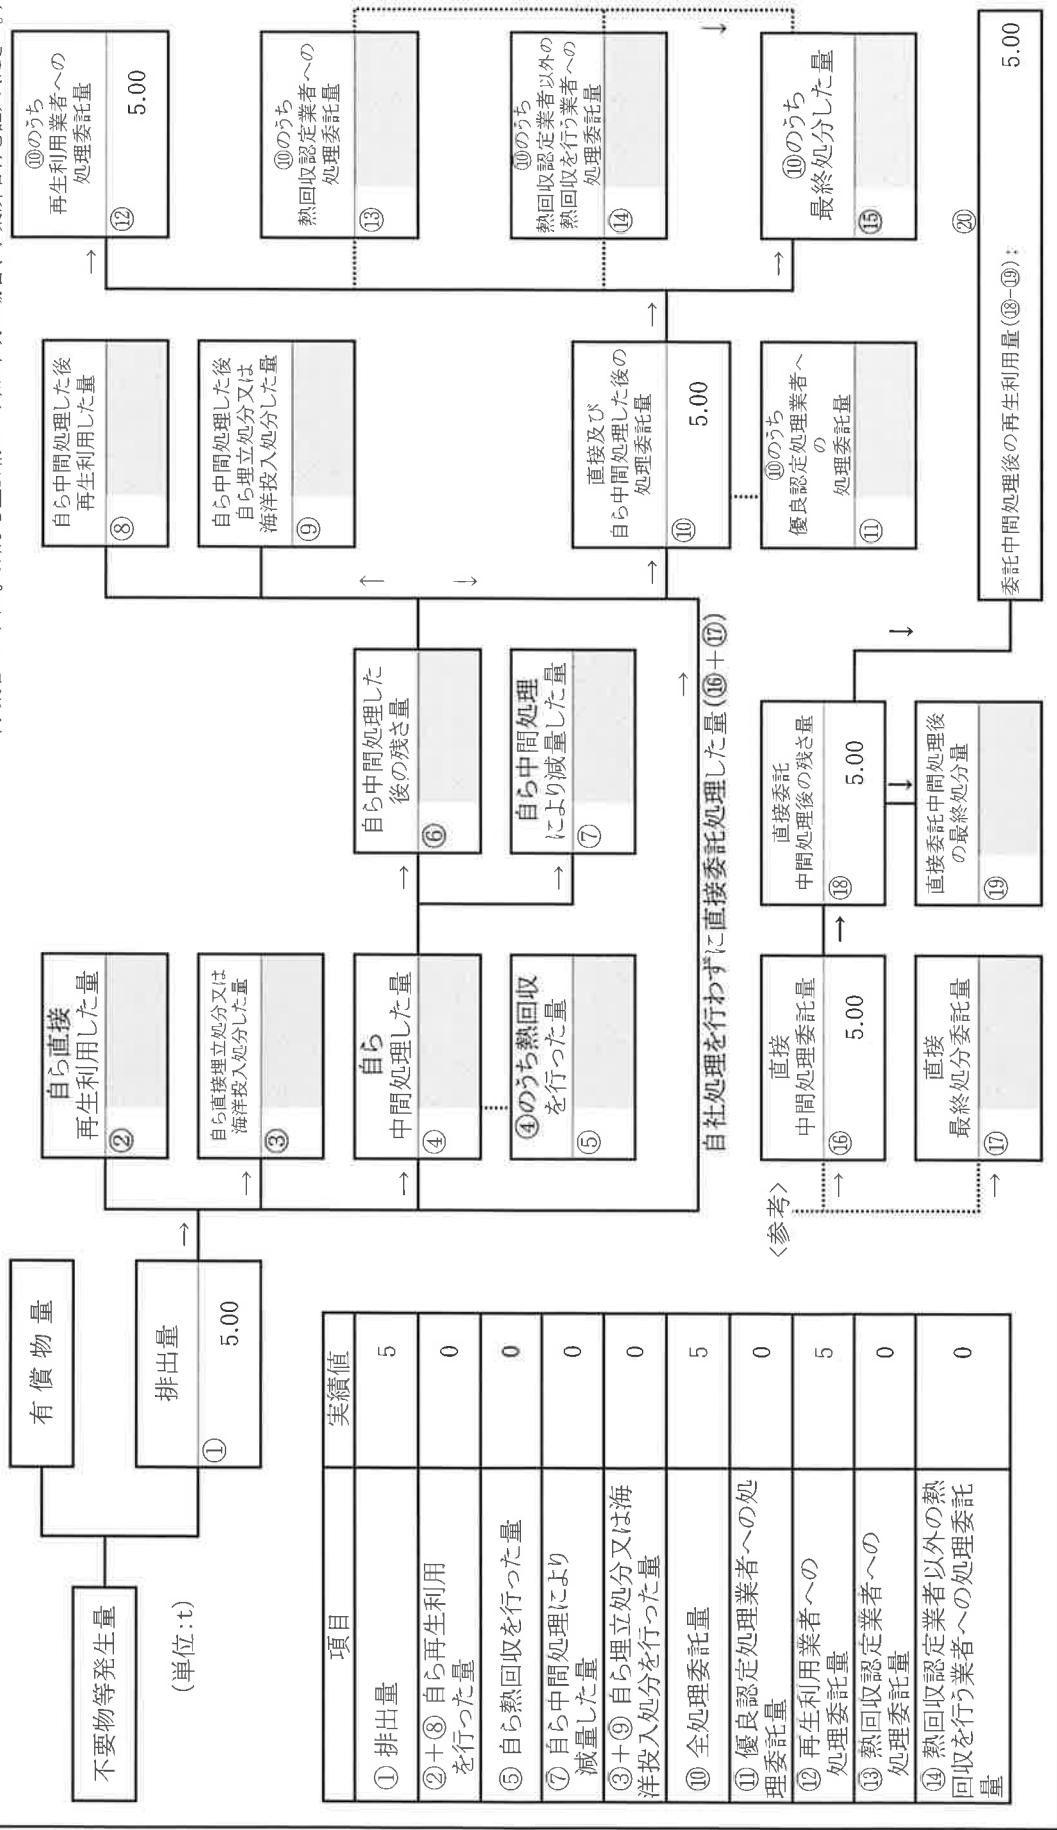 不要物等発生量
(単位:t)
有償物量
排出量
①
5.00
自ら直接
再生利用した量
②
自ら直接埋立処分又は
海洋投入処分した量
③
自ら
中間処理した量
④
④のうち熱回収
を行った量
⑤
自ら中間処理した
後の残さ量
⑥
自ら中間処理
により減量した量
⑦
自ら中間処理した後
再生利用した量
⑧
自ら中間処理した後
自ら埋立処分又は
海洋投入処分した量
⑨
直接及び
自ら中間処理した後の
処理委託量
⑩
5.00
⑩のうち
優良認定処理業者へ
の
処理委託量
⑪
⑩のうち
再生利用業者への
処理委託量
⑫
5.00
⑩のうち
熱回収認定業者への
処理委託量
⑬
⑩のうち
熱回収認定業者以外の
熱回収を行う業者への
処理委託量
⑭
⑩のうち
最終処分した量
⑮
自社処理を行わずに直接委託処理した量(⑯+⑰)
<参考>
直接
中間処理委託量
⑯
5.00
直接
最終処分委託量
⑰
直接委託
中間処理後の残さ量
⑱
5.00
直接委託中間処理後
の最終処分量
⑲
⑳
委託中間処理後の再生利用量(⑱-⑲):
5.00
項目 実績値
① 排出量 5
②+⑧ 自ら再生利用
を行った量 0
⑤ 自ら熱回収を行った量 0
⑦ 自ら中間処理により
減量した量 0
③+⑨ 自ら埋立処分又は海
洋投入処分を行った量 0
⑩ 全処理委託量 5
⑪ 優良認定処理業者への処
理委託量 0
⑫ 再生利用業者への
処理委託量 5
⑬ 熱回収認定業者への
処理委託量 0
⑭ 熱回収認定業者以外の熱
回収を行う業者への処理委託
量 0